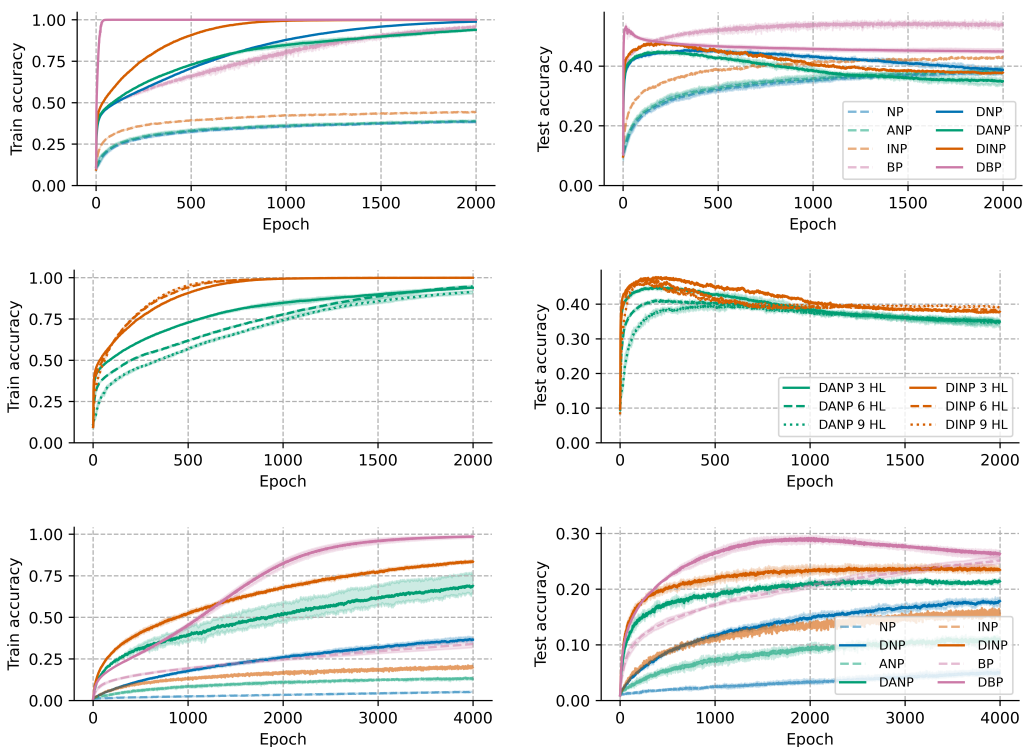 1.00
0.75
0.50
0.25
0.00
Train accuracy
0 500 1000 1500 2000
Epoch
0.40
0.20
0.00
Test accuracy
0 500 1000 1500 2000
Epoch
NP DNP
ANP DANP
INP DINP
BP DBP
1.00
0.75
0.50
0.25
0.00
Train accuracy
0 500 1000 1500 2000
Epoch
0.40
0.30
0.20
0.10
0.00
Test accuracy
0 500 1000 1500 2000
Epoch
DANP 3 HL DINP 3 HL
DANP 6 HL DINP 6 HL
DANP 9 HL DINP 9 HL
1.00
0.75
0.50
0.25
0.00
Train accuracy
0 1000 2000 3000 4000
Epoch
0.30
0.20
0.10
0.00
Test accuracy
0 1000 2000 3000 4000
Epoch
NP INP
DNP DINP
ANP BP
DANP DBP